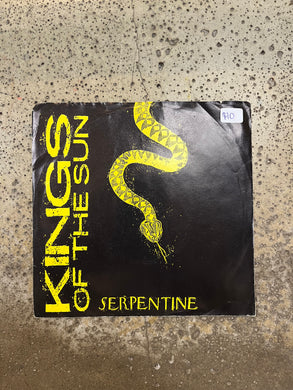 KINGS
OF THE SUN
SERPENTINE
$10